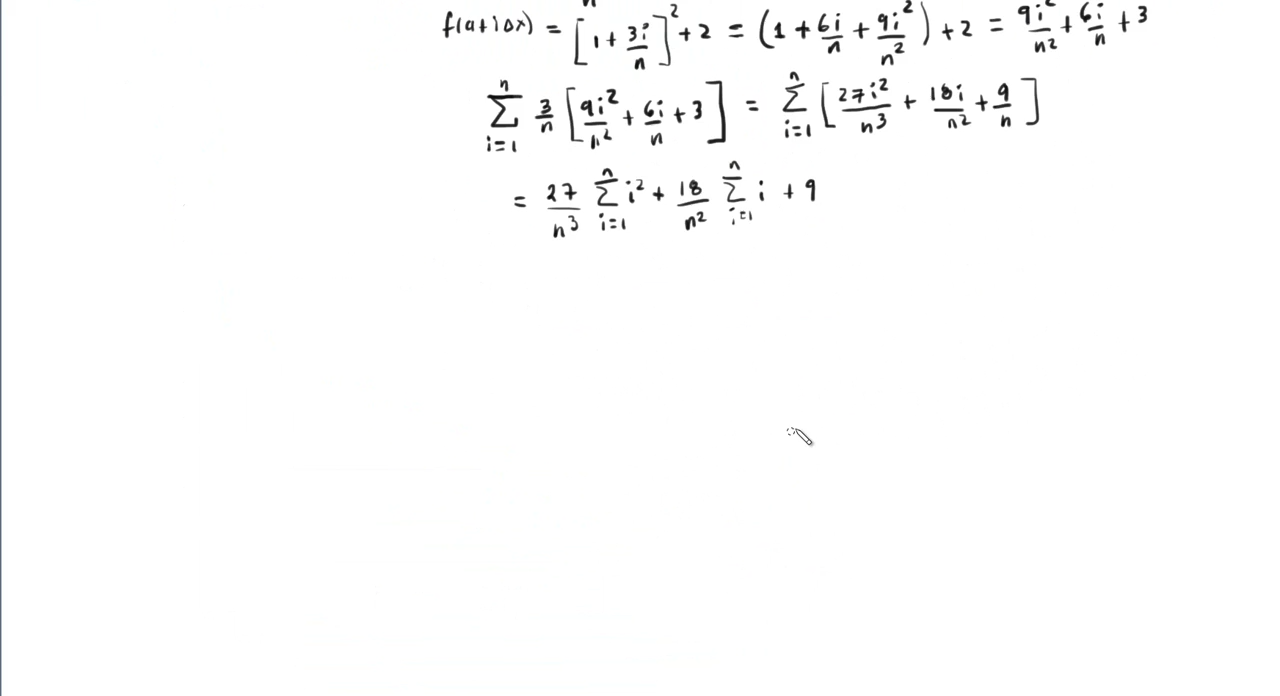 f(a+iΔx) = [1 + 3i/n]² + 2 = (1 + 6i/n + 9i²/n²) + 2 = 9i²/n² + 6i/n + 3
∑_{i=1}^{n} 3/n [9i²/n² + 6i/n + 3] = ∑_{i=1}^{n} [27i²/n³ + 18i/n² + 9/n]
= 27/n³ ∑_{i=1}^{n} i² + 18/n² ∑_{i=1}^{n} i + 9